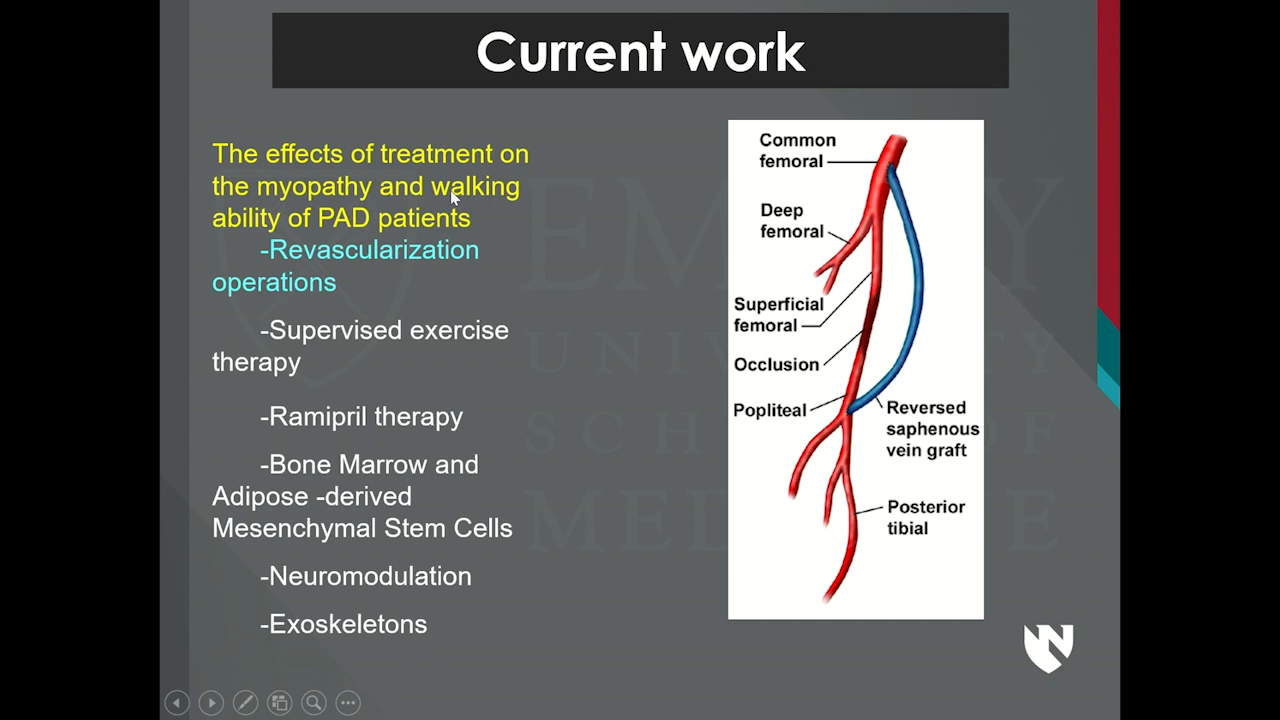 Current work
The effects of treatment on
the myopathy and walking
ability of PAD patients
-Revascularization
operations
-Supervised exercise
therapy
-Ramipril therapy
-Bone Marrow and
Adipose -derived
Mesenchymal Stem Cells
-Neuromodulation
-Exoskeletons
Common
femoral
Deep
femoral
Superficial
femoral
Occlusion
Popliteal
Reversed
saphenous
vein graft
Posterior
tibial
N